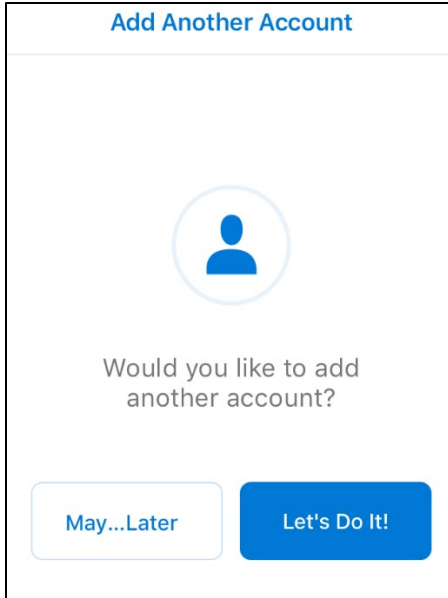 Add Another Account
Would you like to add
another account?
May...Later
Let's Do It!